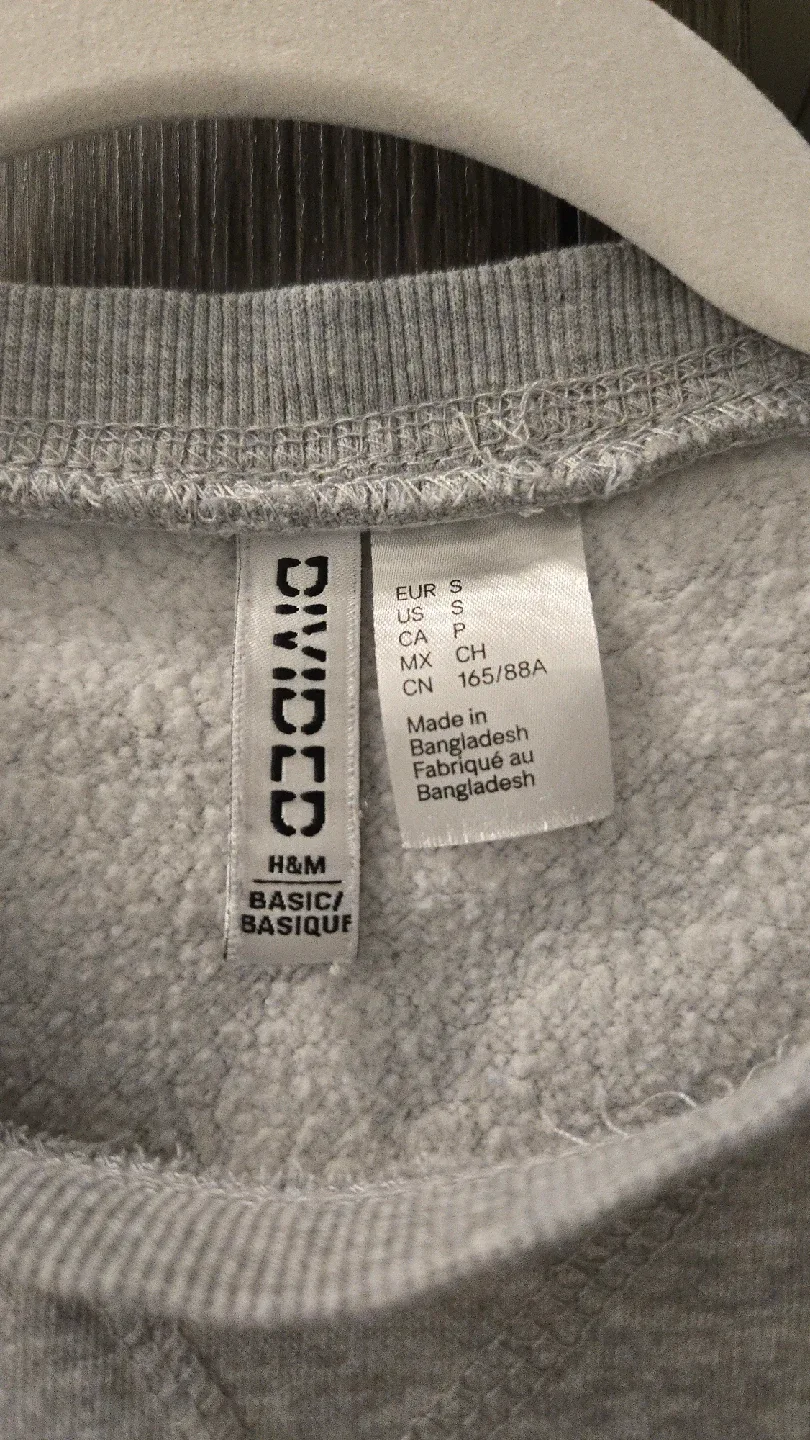 DIVIDED
H&M
BASIC/
BASIQUE
EUR S
US S
CA P
MX CH
CN 165/88A
Made in
Bangladesh
Fabriqué au
Bangladesh